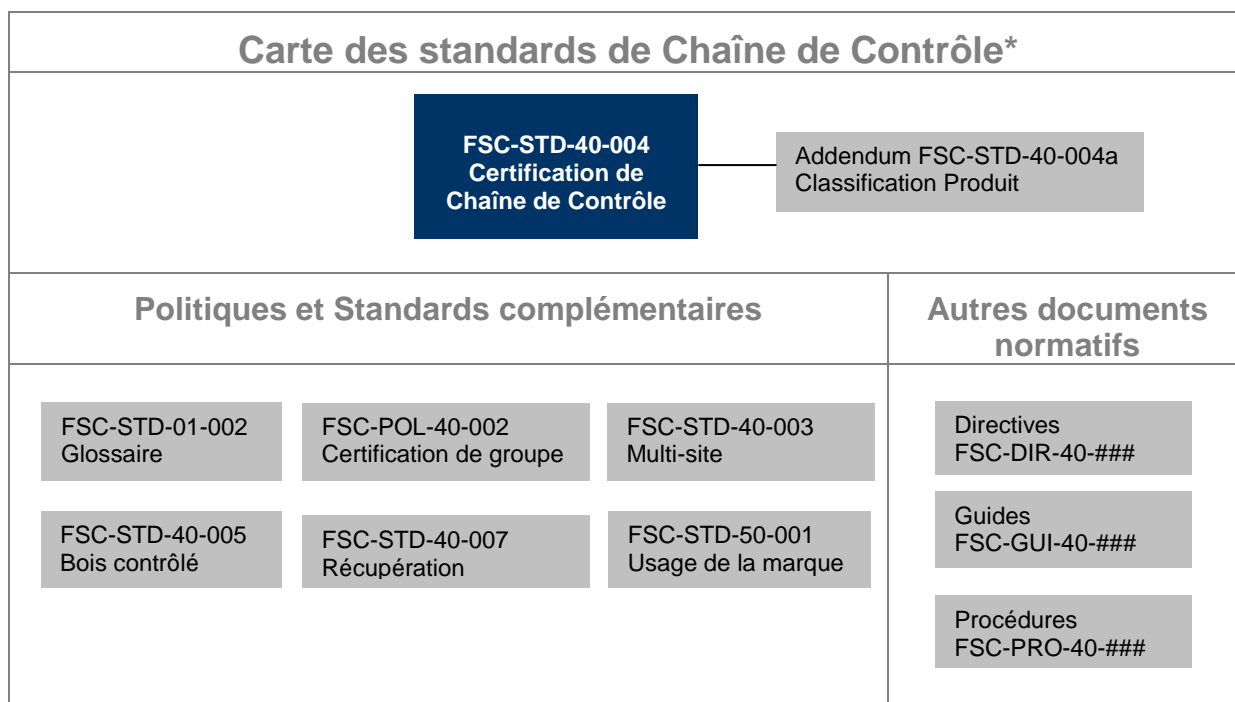 Carte des standards de Chaîne de Contrôle*
FSC-STD-40-004
Certification de
Chaîne de Contrôle
Addendum FSC-STD-40-004a
Classification Produit
Politiques et Standards complémentaires
Autres documents
normatifs
FSC-STD-01-002
Glossaire
FSC-POL-40-002
Certification de groupe
FSC-STD-40-003
Multi-site
FSC-STD-40-005
Bois contrôlé
FSC-STD-40-007
Récupération
FSC-STD-50-001
Usage de la marque
Directives
FSC-DIR-40-###
Guides
FSC-GUI-40-###
Procédures
FSC-PRO-40-###